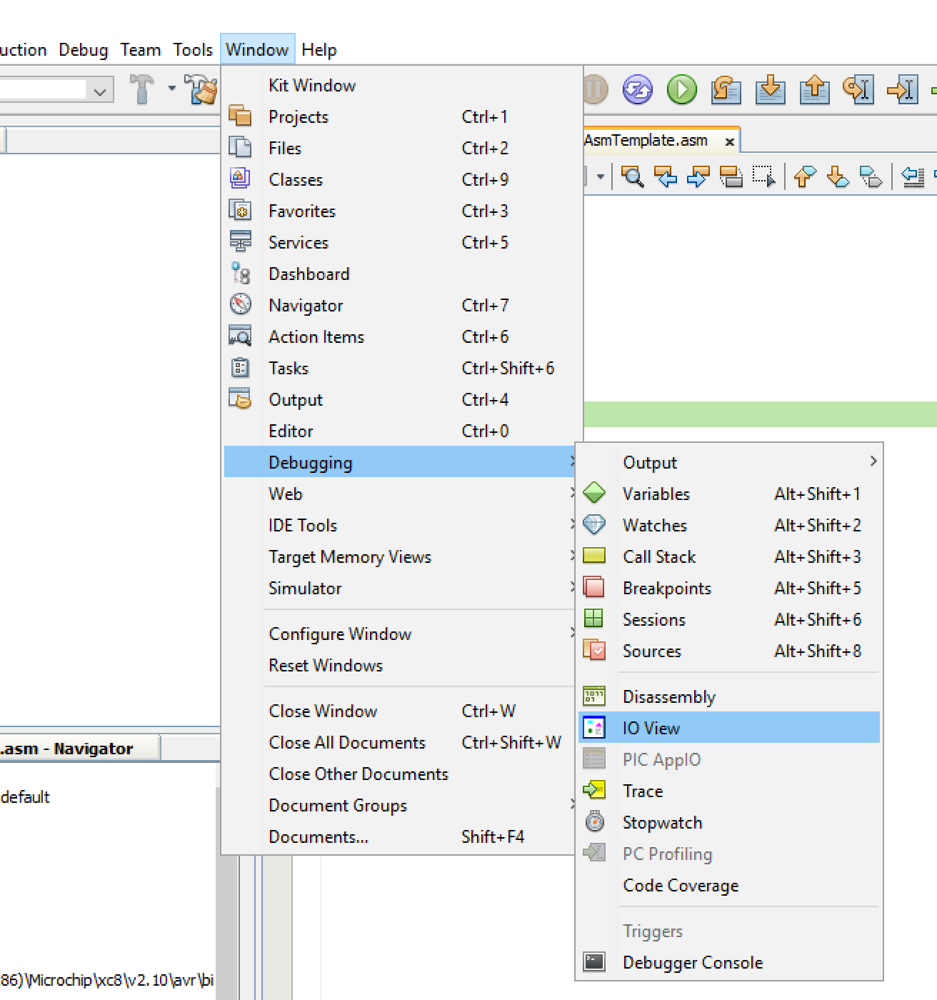 uction Debug Team Tools Window Help
Kit Window
Projects Ctrl+1
Files Ctrl+2
Classes Ctrl+9
Favorites Ctrl+3
Services Ctrl+5
Dashboard
Navigator Ctrl+7
Action Items Ctrl+6
Tasks Ctrl+Shift+6
Output Ctrl+4
Editor Ctrl+0
Debugging
Web
IDE Tools
Target Memory Views
Simulator
Configure Window
Reset Windows
Close Window Ctrl+W
Close All Documents Ctrl+Shift+W
Close Other Documents
Document Groups
Documents... Shift+F4
AsmTemplate.asm x
Output
Variables Alt+Shift+1
Watches Alt+Shift+2
Call Stack Alt+Shift+3
Breakpoints Alt+Shift+5
Sessions Alt+Shift+6
Sources Alt+Shift+8
Disassembly
IO View
PIC AppIO
Trace
Stopwatch
PC Profiling
Code Coverage
Triggers
Debugger Console
.asm - Navigator
default
86)\Microchip\xc8\v2.10\avr\bi